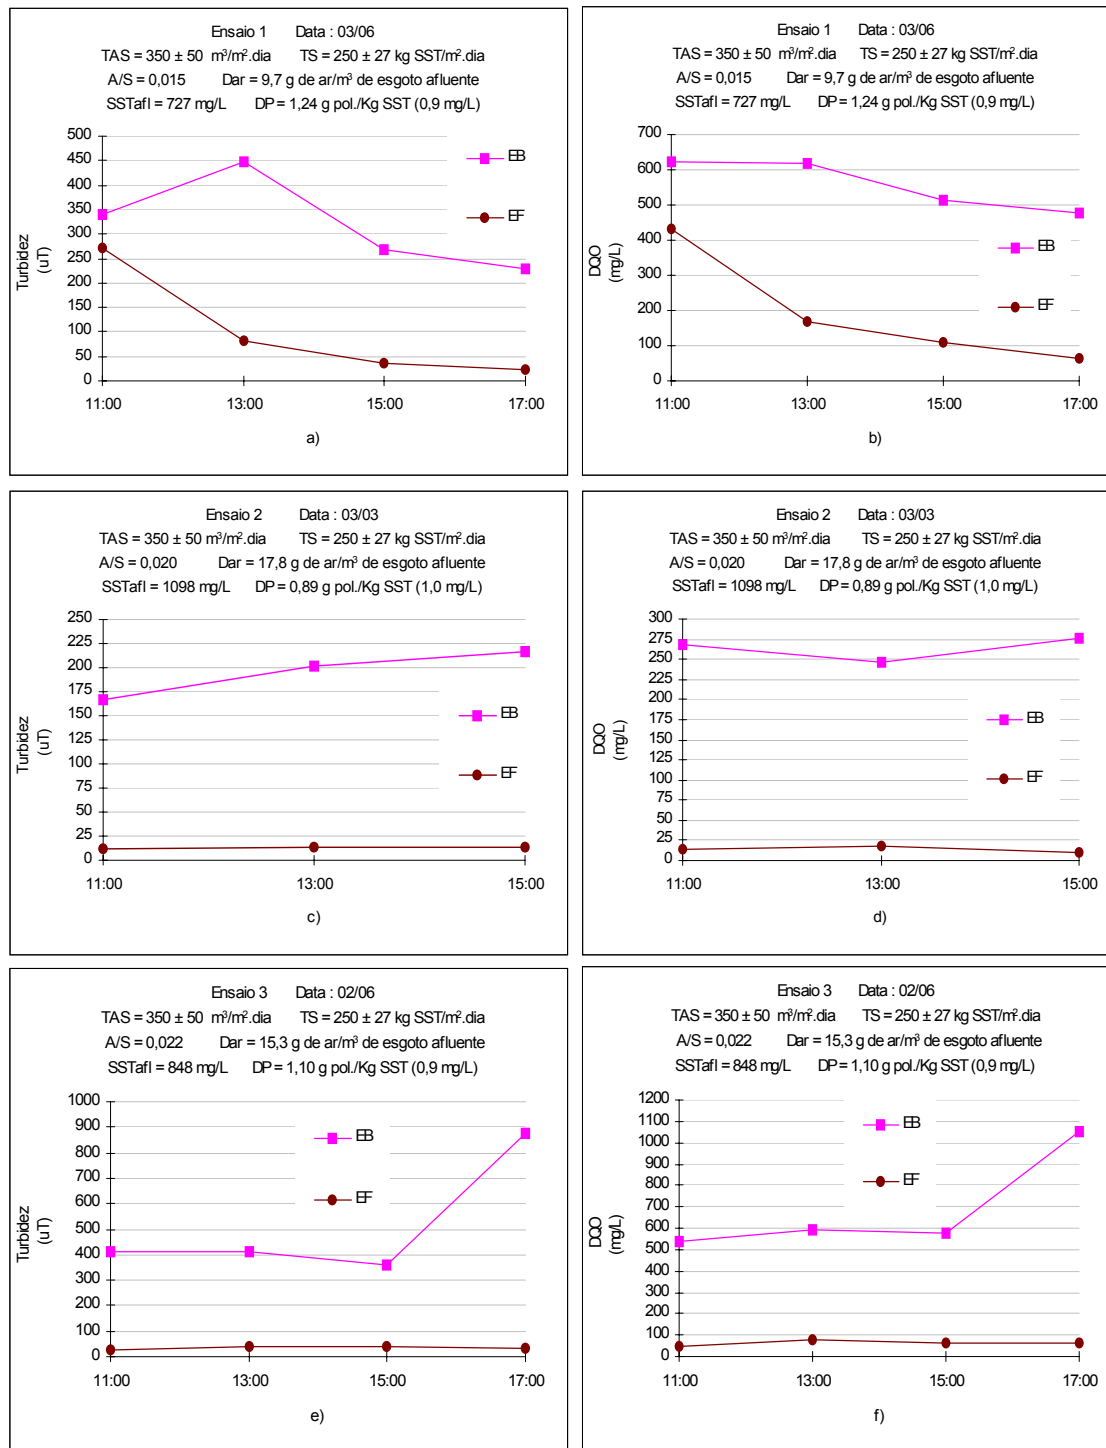 Ensaio 1 Data : 03/06
TAS = 350 ± 50 m³/m².dia TS = 250 ± 27 kg SST/m².dia
A/S = 0,015 Dar = 9,7 g de ar/m³ de esgoto afluente
SSTafl = 727 mg/L DP = 1,24 g pol./Kg SST (0,9 mg/L)
500
450
400
350
300
250
200
150
100
50
0
Turbidez
(uT)
EB
EF
11:00 13:00 15:00 17:00
a)
Ensaio 1 Data : 03/06
TAS = 350 ± 50 m³/m².dia TS = 250 ± 27 kg SST/m².dia
A/S = 0,015 Dar = 9,7 g de ar/m³ de esgoto afluente
SSTafl = 727 mg/L DP = 1,24 g pol./Kg SST (0,9 mg/L)
700
600
500
400
300
200
100
0
DQO
(mg/L)
EB
EF
11:00 13:00 15:00 17:00
b)
Ensaio 2 Data : 03/03
TAS = 350 ± 50 m³/m².dia TS = 250 ± 27 kg SST/m².dia
A/S = 0,020 Dar = 17,8 g de ar/m³ de esgoto afluente
SSTafl = 1098 mg/L DP = 0,89 g pol./Kg SST (1,0 mg/L)
250
225
200
175
150
125
100
75
50
25
0
Turbidez
(uT)
EB
EF
11:00 13:00 15:00
c)
Ensaio 2 Data : 03/03
TAS = 350 ± 50 m³/m².dia TS = 250 ± 27 kg SST/m².dia
A/S = 0,020 Dar = 17,8 g de ar/m³ de esgoto afluente
SSTafl = 1098 mg/L DP = 0,89 g pol./Kg SST (1,0 mg/L)
300
275
250
225
200
175
150
125
100
75
50
25
0
DQO
(mg/L)
EB
EF
11:00 13:00 15:00
d)
Ensaio 3 Data : 02/06
TAS = 350 ± 50 m³/m².dia TS = 250 ± 27 kg SST/m².dia
A/S = 0,022 Dar = 15,3 g de ar/m³ de esgoto afluente
SSTafl = 848 mg/L DP = 1,10 g pol./Kg SST (0,9 mg/L)
1000
900
800
700
600
500
400
300
200
100
0
Turbidez
(uT)
EB
EF
11:00 13:00 15:00 17:00
e)
Ensaio 3 Data : 02/06
TAS = 350 ± 50 m³/m².dia TS = 250 ± 27 kg SST/m².dia
A/S = 0,022 Dar = 15,3 g de ar/m³ de esgoto afluente
SSTafl = 848 mg/L DP = 1,10 g pol./Kg SST (0,9 mg/L)
1200
1100
1000
900
800
700
600
500
400
300
200
100
0
DQO
(mg/L)
EB
EF
11:00 13:00 15:00 17:00
f)